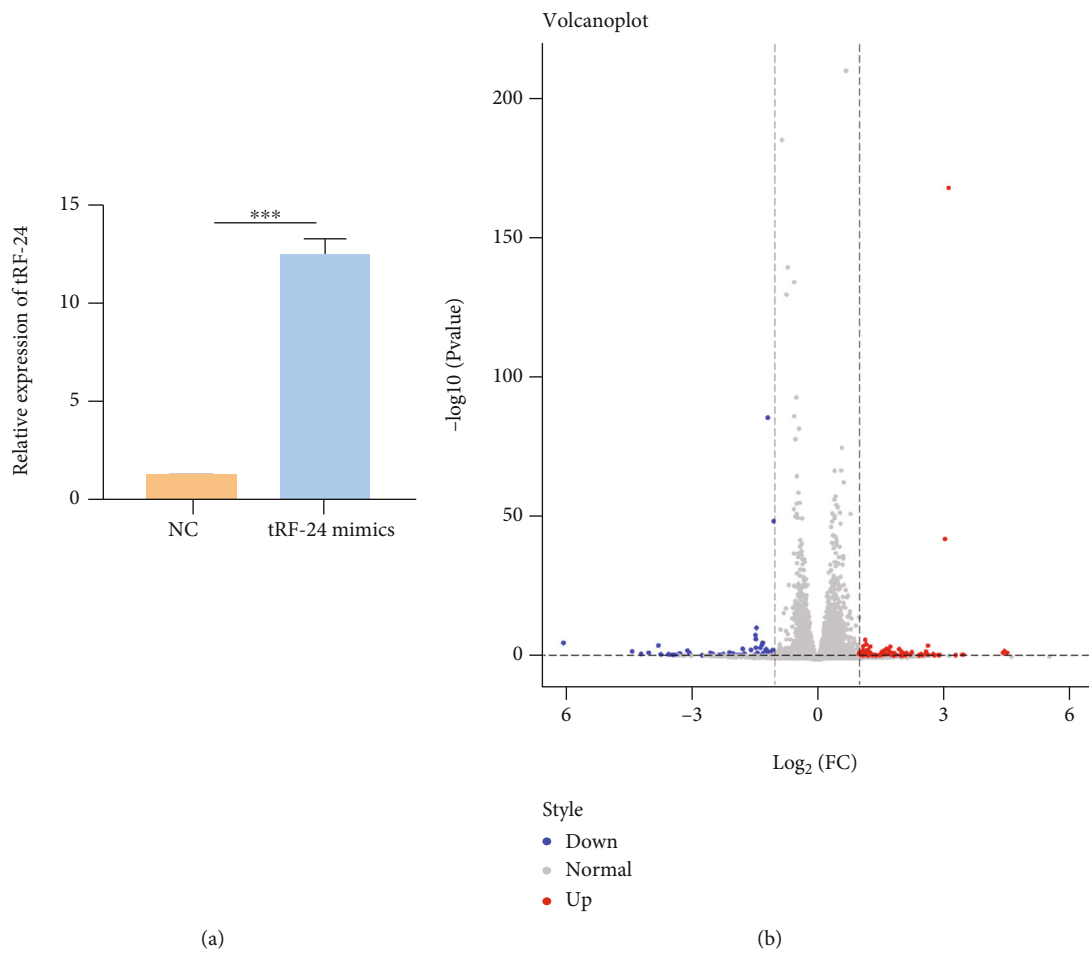 Relative expression of tRF-24
15
10
5
0
***
NC
tRF-24 mimics
(a)
Volcanoplot
−log10 (Pvalue)
200
150
100
50
0
6
−3
0
3
6
Log₂ (FC)
Style
Down
Normal
Up
(b)